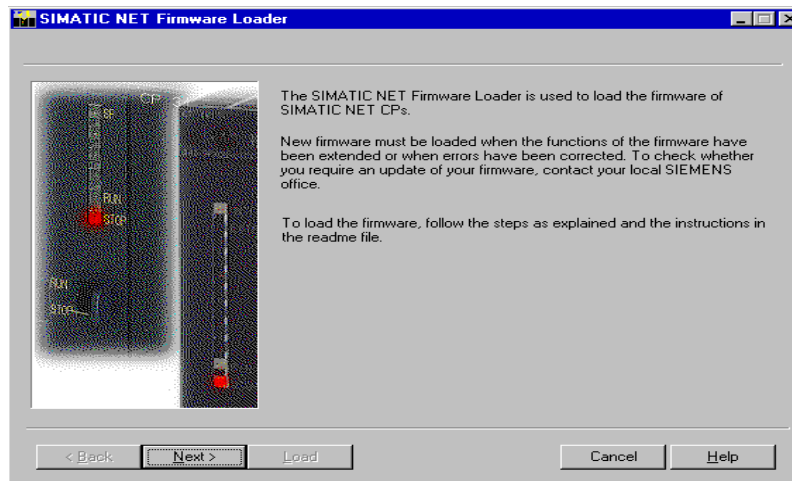 SIMATIC NET Firmware Loader
The SIMATIC NET Firmware Loader is used to load the firmware of
SIMATIC NET CPs.
New firmware must be loaded when the functions of the firmware have
been extended or when errors have been corrected. To check whether
you require an update of your firmware, contact your local SIEMENS
office.
To load the firmware, follow the steps as explained and the instructions in
the readme file.
CP
SF
RUN
STOP
RUN
STOP
< Back
Next >
Load
Cancel
Help